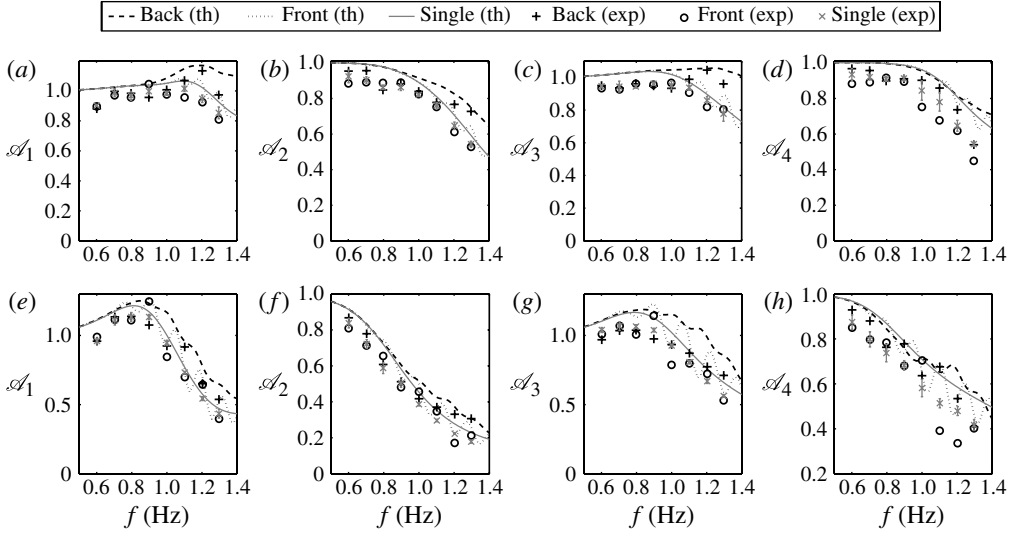 Back (th) Front (th) Single (th) Back (exp) Front (exp) Single (exp)
(a) (b) (c) (d)
1.2 1.0 0.8 0.6 0.4 0.2 0
𝒜1
0.6 0.8 1.0 1.2 1.4
1.0 0.8 0.6 0.4 0.2 0
𝒜2
0.6 0.8 1.0 1.2 1.4
1.0 0.8 0.6 0.4 0.2 0
𝒜3
0.6 0.8 1.0 1.2 1.4
1.0 0.8 0.6 0.4 0.2 0
𝒜4
0.6 0.8 1.0 1.2 1.4
(e) (f) (g) (h)
1.0 0.5 0
𝒜1
0.6 0.8 1.0 1.2 1.4
f (Hz)
1.0 0.8 0.6 0.4 0.2 0
𝒜2
0.6 0.8 1.0 1.2 1.4
f (Hz)
1.0 0.5 0
𝒜3
0.6 0.8 1.0 1.2 1.4
f (Hz)
1.0 0.8 0.6 0.4 0.2
𝒜4
0.6 0.8 1.0 1.2 1.4
f (Hz)